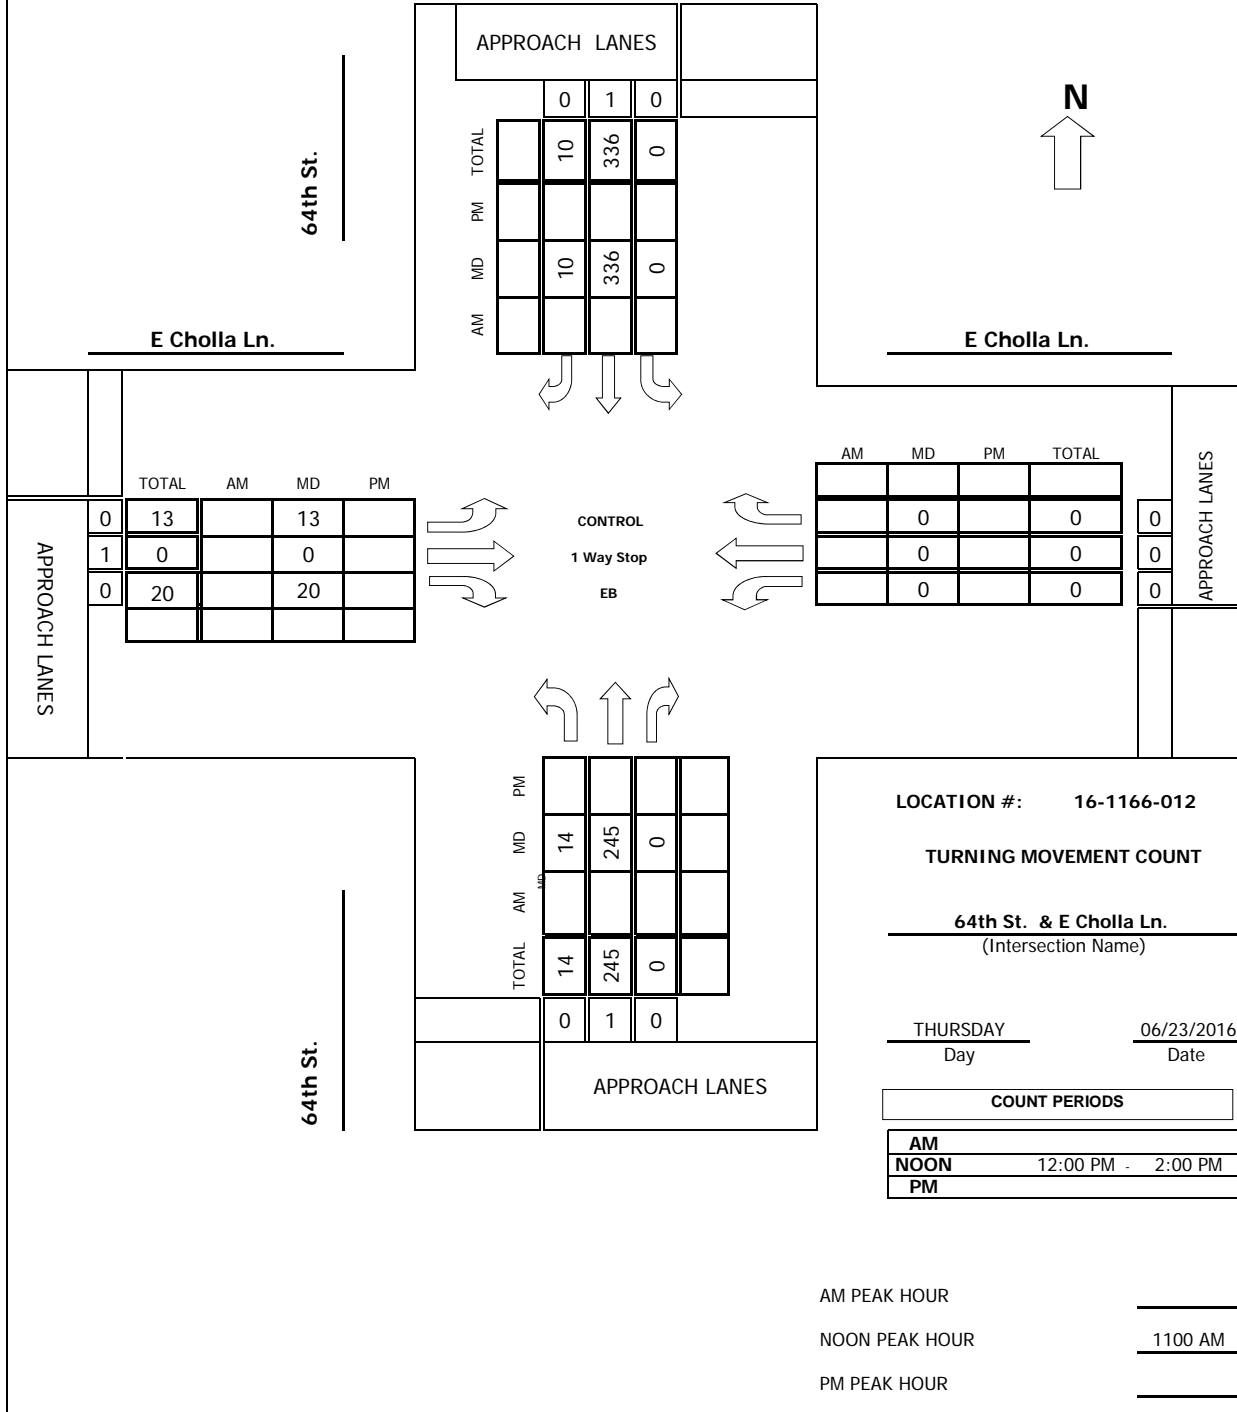 APPROACH LANES
0 1 0
N
64th St.
TOTAL 10 336 0
PM
MD 10 336 0
AM
E Cholla Ln.
E Cholla Ln.
TOTAL AM MD PM
AM MD PM TOTAL
0 13 13
CONTROL
0 0 0
1 0 0
1 Way Stop
0 0 0
0 20 20
EB
0 0 0
APPROACH LANES
APPROACH LANES
PM
MD 14 245 0
AM
MD
TOTAL 14 245 0
0 1 0
APPROACH LANES
64th St.
LOCATION #: 16-1166-012
TURNING MOVEMENT COUNT
64th St. & E Cholla Ln.
(Intersection Name)
THURSDAY 06/23/2016
Day Date
COUNT PERIODS
AM
NOON 12:00 PM - 2:00 PM
PM
AM PEAK HOUR
NOON PEAK HOUR 1100 AM
PM PEAK HOUR